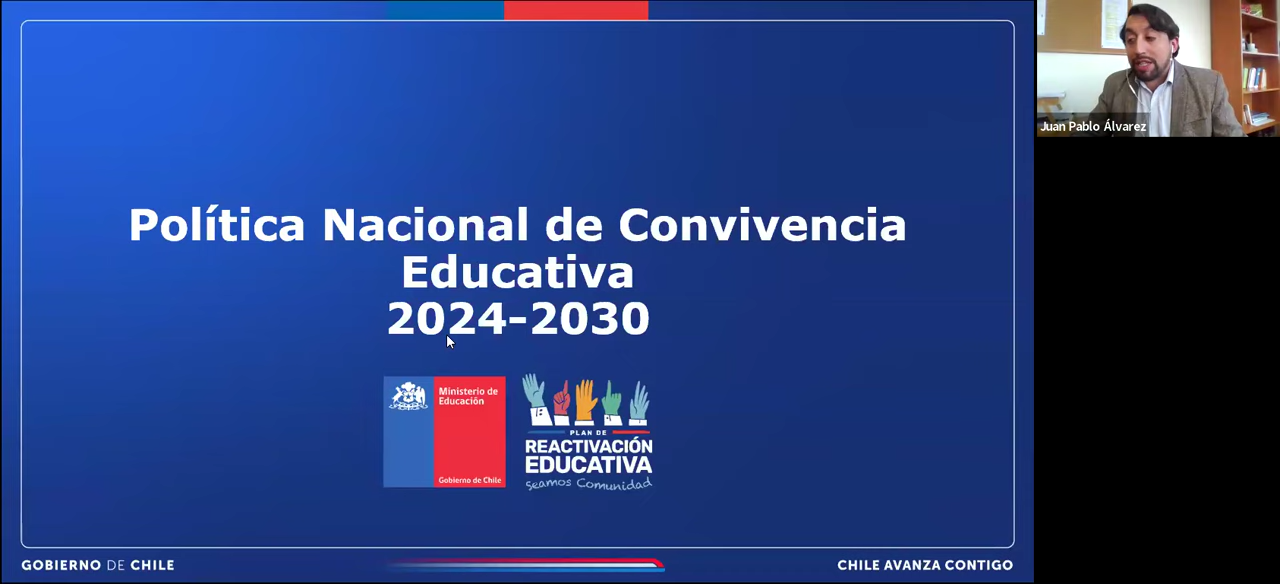 Política Nacional de Convivencia
Educativa
2024-2030
Ministerio de
Educación
Gobierno de Chile
PLAN DE
REACTIVACIÓN
EDUCATIVA
Seamos Comunidad
GOBIERNO DE CHILE
CHILE AVANZA CONTIGO
Juan Pablo Álvarez